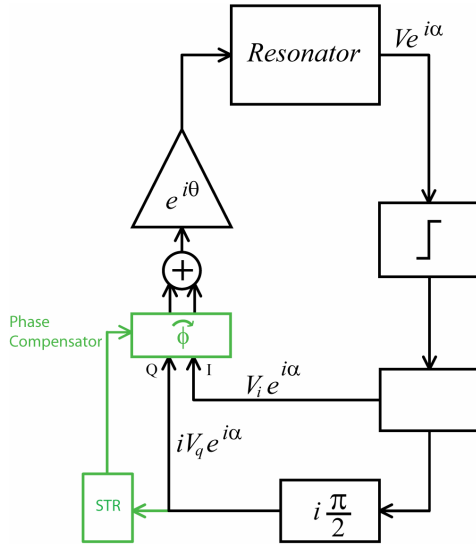 Resonator
Ve^{iα}
e^{iθ}
+
Phase
Compensator
ϕ
Q
I
V_i e^{iα}
iV_q e^{iα}
STR
i π/2